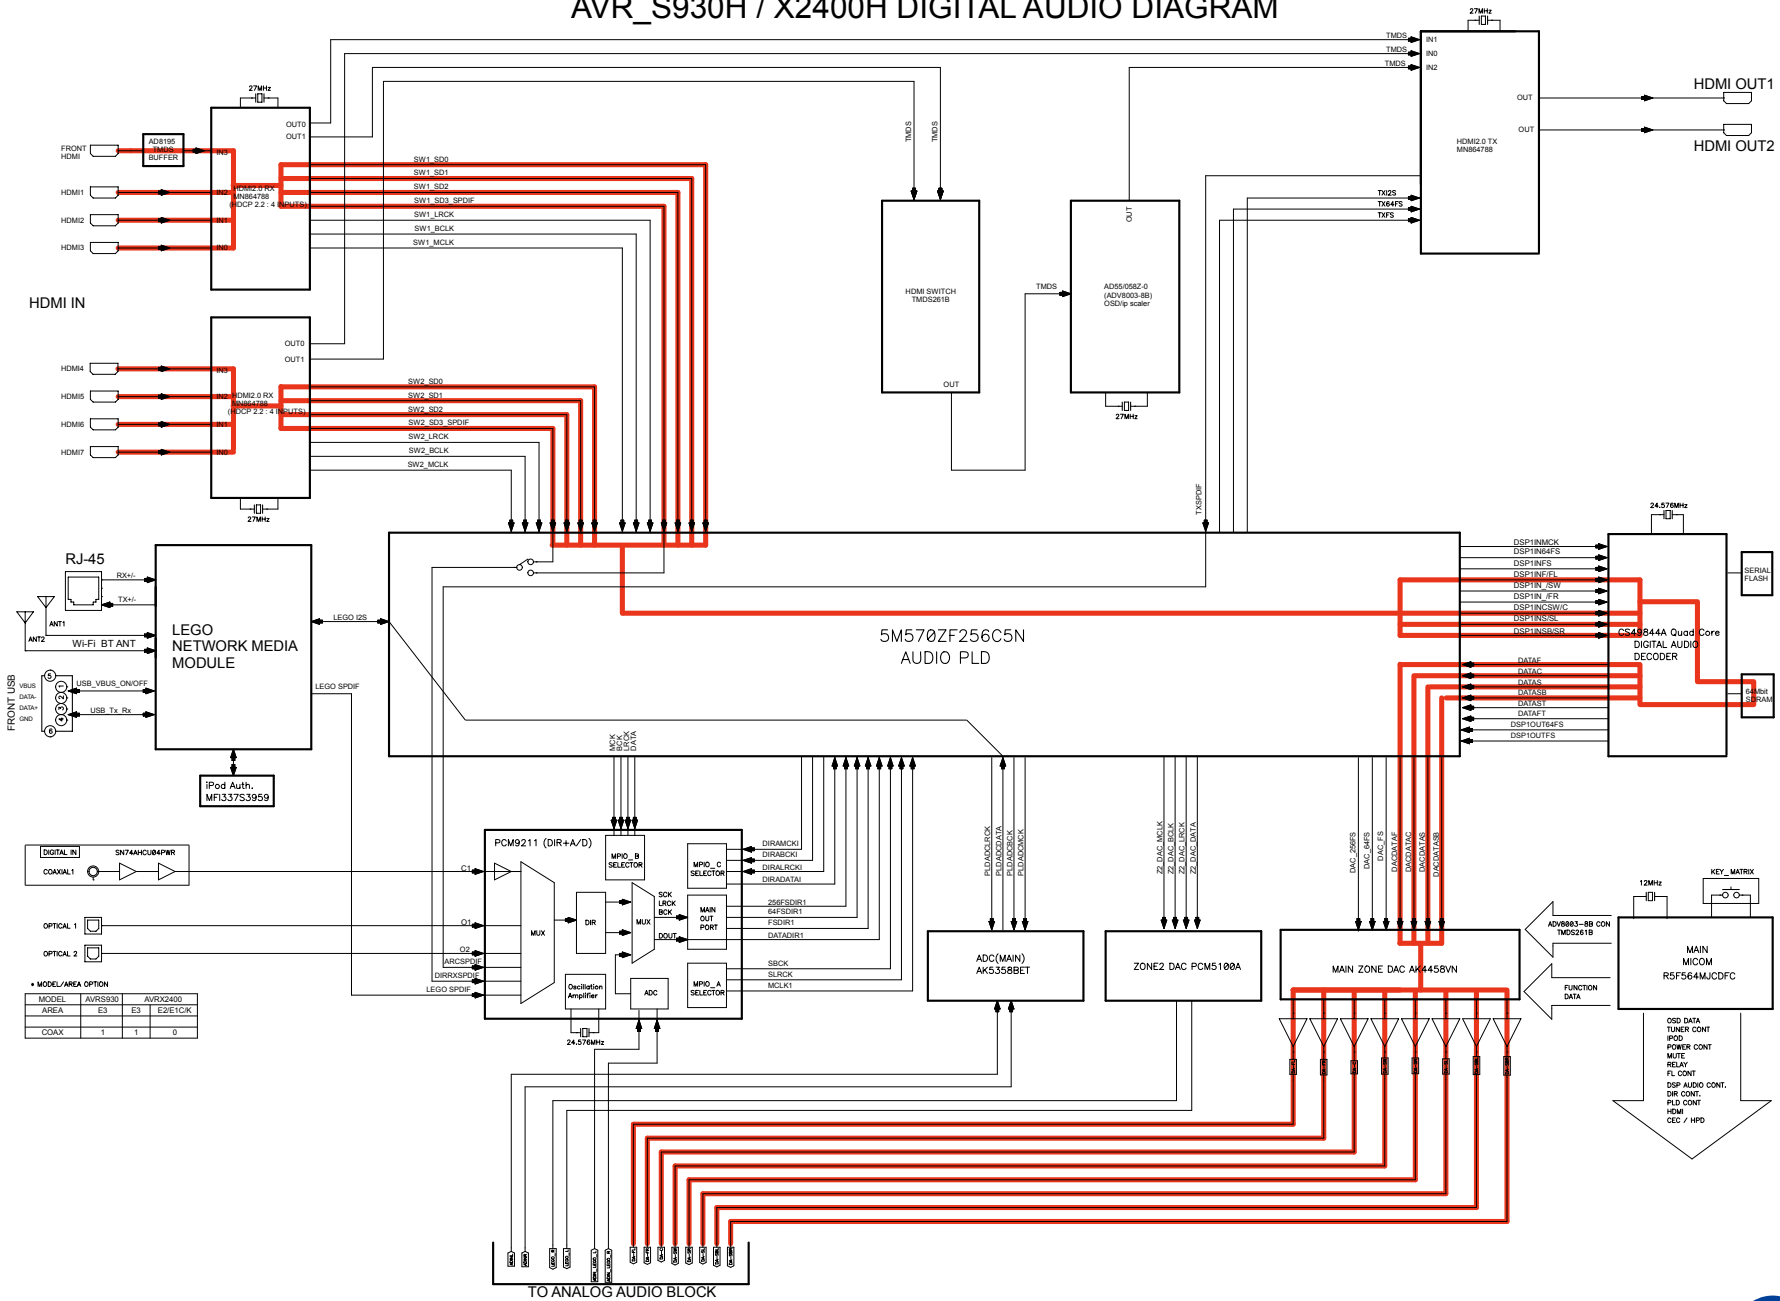 AVR_S930H / X2400H DIGITAL AUDIO DIAGRAM
27MHz
27MHz
TMDS
TMDS
TMDS
IN1
IN0
IN2
OUT
OUT
HDMI2.0 TX
MN864788
HDMI OUT1
HDMI OUT2
TXI2S
TX64FS
TXFS
FRONT
HDMI
AD8195
TMDS
BUFFER
HDMI1
HDMI2
HDMI3
IN3
IN2
IN1
IN0
OUT0
OUT1
HDMI2.0 RX
MN864788
(HDCP 2.2 : 4 INPUTS)
SW1_SD0
SW1_SD1
SW1_SD2
SW1_SD3_SPDIF
SW1_LRCK
SW1_BCLK
SW1_MCLK
TMDS
TMDS
HDMI SWITCH
TMDS261B
OUT
TMDS
OUT
AD55/058Z-0
(ADV8003-8B)
OSD/ip scaler
27MHz
HDMI IN
HDMI4
HDMI5
HDMI6
HDMI7
IN3
IN2
IN1
IN0
OUT0
OUT1
HDMI2.0 RX
MN864788
(HDCP 2.2 : 4 INPUTS)
27MHz
SW2_SD0
SW2_SD1
SW2_SD2
SW2_SD3_SPDIF
SW2_LRCK
SW2_BCLK
SW2_MCLK
TXSPDIF
RJ-45
RX+/-
TX+/-
ANT1
ANT2
Wi-Fi BT ANT
LEGO
NETWORK MEDIA
MODULE
LEGO I2S
LEGO SPDIF
FRONT USB
VBUS
DATA-
DATA+
GND
5
1
2
3
4
6
USB_VBUS_ON/OFF
USB_Tx_Rx
iPod Auth.
MFI337S3959
5M570ZF256C5N
AUDIO PLD
24.576MHz
DSP1INMCK
DSP1IN64FS
DSP1INFS
DSP1INF/FL
DSP1IN_/SW
DSP1IN_/FR
DSP1INCSW/C
DSP1INS/SL
DSP1INSB/SR
DATAF
DATAC
DATAS
DATASB
DATAST
DATAFT
DSP1OUT64FS
DSP1OUTFS
CS49844A Quad Core
DIGITAL AUDIO
DECODER
SERIAL
FLASH
64Mbit
SDRAM
MCK
BCK
LRCK
DATA
PLDADCLRCK
PLDADCDATA
PLDADCBCK
PLDADCMCK
Z2_DAC_MCLK
Z2_DAC_BCLK
Z2_DAC_LRCK
Z2_DAC_DATA
DAC_256FS
DAC_64FS
DAC_FS
DACDATAF
DACDATAC
DACDATAS
DACDATASB
DIGITAL IN
SN74AHCU04PWR
COAXIAL1
OPTICAL 1
OPTICAL 2
C1
O1
O2
ARCSPDIF
DIRRXSPDIF
LEGO SPDIF
PCM9211 (DIR+A/D)
MPIO_B
SELECTOR
MPIO_C
SELECTOR
MUX
DIR
MUX
SCK
LRCK
BCK
DOUT
MAIN
OUT
PORT
Oscillation
Amplifier
ADC
MPIO_A
SELECTOR
24.576MHz
DIRAMCKI
DIRABCKI
DIRALRCKI
DIRADATAI
256FSDIR1
64FSDIR1
FSDIR1
DATADIR1
SBCK
SLRCK
MCLK1
ADC(MAIN)
AK5358BET
ZONE2 DAC PCM5100A
MAIN ZONE DAC AK4458VN
12MHz
KEY_MATRIX
ADV8003-8B CON
TMDS261B
FUNCTION
DATA
MAIN
MICOM
R5F564MJCDFC
OSD DATA
TUNER CONT
IPOD
POWER CONT
MUTE
RELAY
FL CONT
DSP AUDIO CONT.
DIR CONT.
PLD CONT
HDMI
CEC / HPD
• MODEL/AREA OPTION
MODEL AVRS930 AVRX2400
AREA E3 E3 E2/E1C/K
COAX 1 1 0
TO ANALOG AUDIO BLOCK